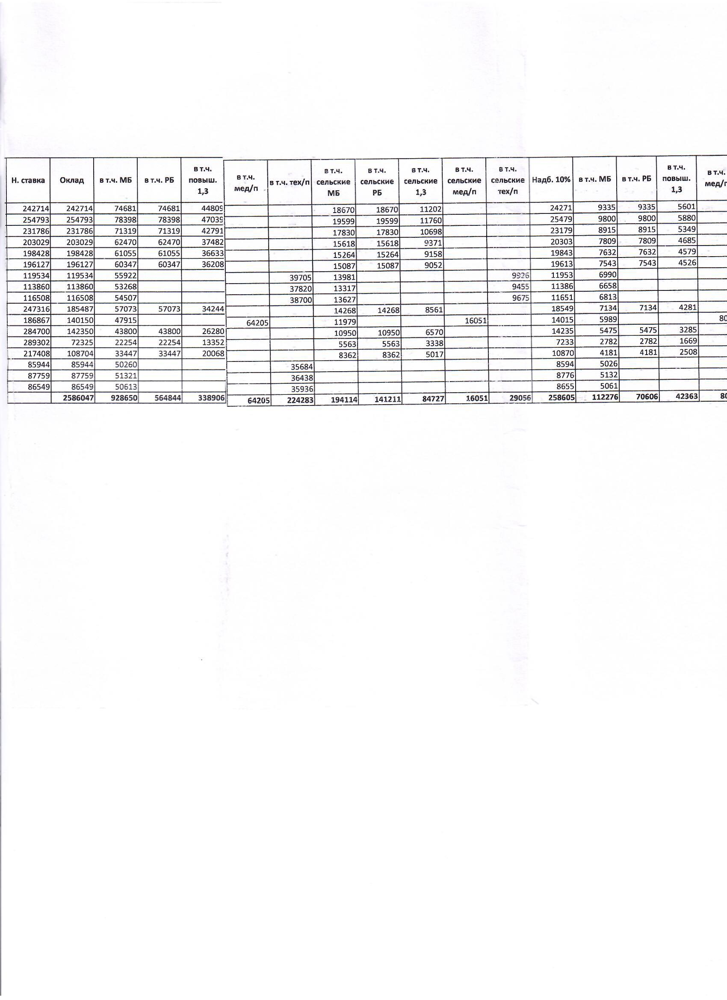 Н. ставка Оклад в т.ч. МБ в т.ч. РБ в т.ч. повыш. 1,3 в т.ч. мед/п в т.ч. тех/п в т.ч. сельские МБ в т.ч. сельские РБ в т.ч. сельские 1,3 в т.ч. сельские мед/п в т.ч. сельские тех/п Надб. 10% в т.ч. МБ в т.ч. РБ в т.ч. повыш. 1,3 в т.ч.
242714 242714 74681 74681 44809 18670 18670 11202 24271 9335 9335 5601
254793 254793 78398 78398 47039 19599 19599 11760 25479 9800 9800 5880
231786 231786 71319 71319 42791 17830 17830 10698 23179 8915 8915 5349
203029 203029 62470 62470 37482 15618 15618 9371 20303 7809 7809 4685
198428 198428 61055 61055 36633 15264 15264 9158 19843 7632 7632 4579
196127 196127 60347 60347 36208 15087 15087 9052 19613 7543 7543 4526
119534 119534 55922 39705 13981 9926 11953 6990
113860 113860 53268 37820 13317 9455 11386 6658
116508 116508 54507 38700 13627 9675 11651 6813
247316 185487 57073 57073 34244 14268 14268 8561 18549 7134 7134 4281
186867 140150 47915 64205 11979 16051 14015 5989 80
284700 142350 43800 43800 26280 10950 10950 6570 14235 5475 5475 3285
289302 72325 22254 22254 13352 5563 5563 3338 7233 2782 2782 1669
217408 108704 33447 33447 20068 8362 8362 5017 10870 4181 4181 2508
85944 85944 50260 35684 8594 5026
87759 87759 51321 36438 8776 5132
86549 86549 50613 35936 8655 5061
2586047 928650 564844 338906 64205 224283 194114 141211 84727 16051 29056 258605 112276 70606 42363 80